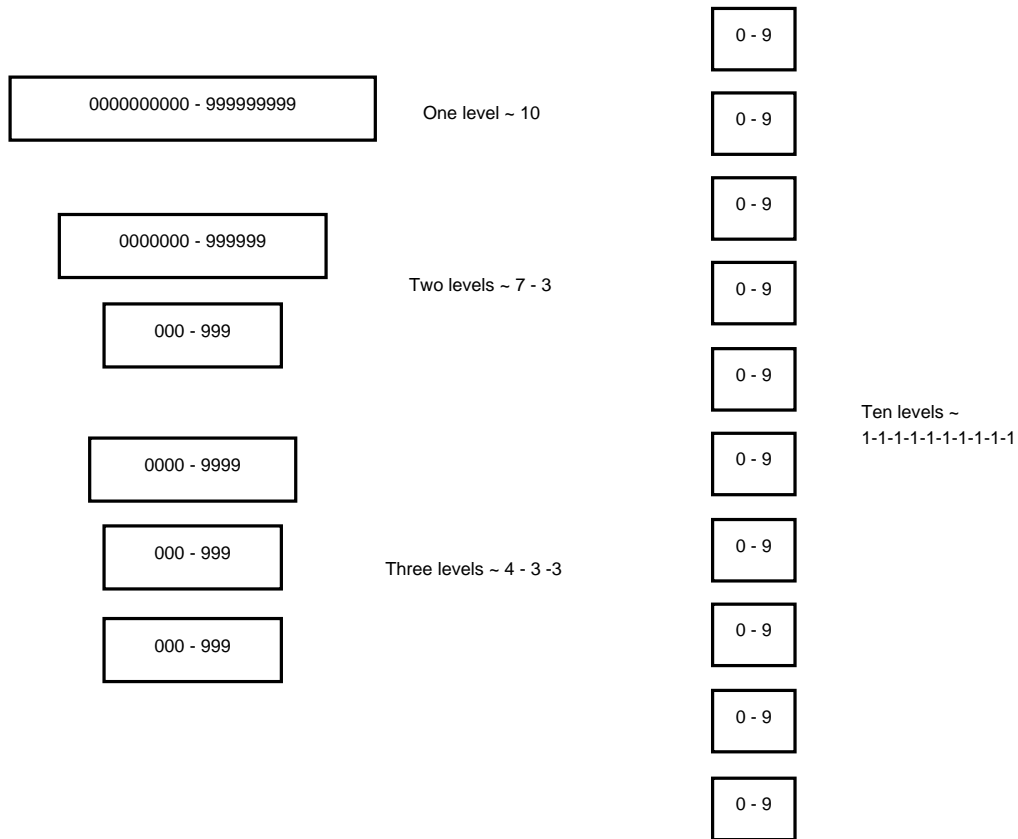 0000000000 - 999999999
One level ~ 10
0000000 - 999999
000 - 999
Two levels ~ 7 - 3
0000 - 9999
000 - 999
000 - 999
Three levels ~ 4 - 3 -3
0 - 9
0 - 9
0 - 9
0 - 9
0 - 9
0 - 9
0 - 9
0 - 9
0 - 9
0 - 9
Ten levels ~
1-1-1-1-1-1-1-1-1-1